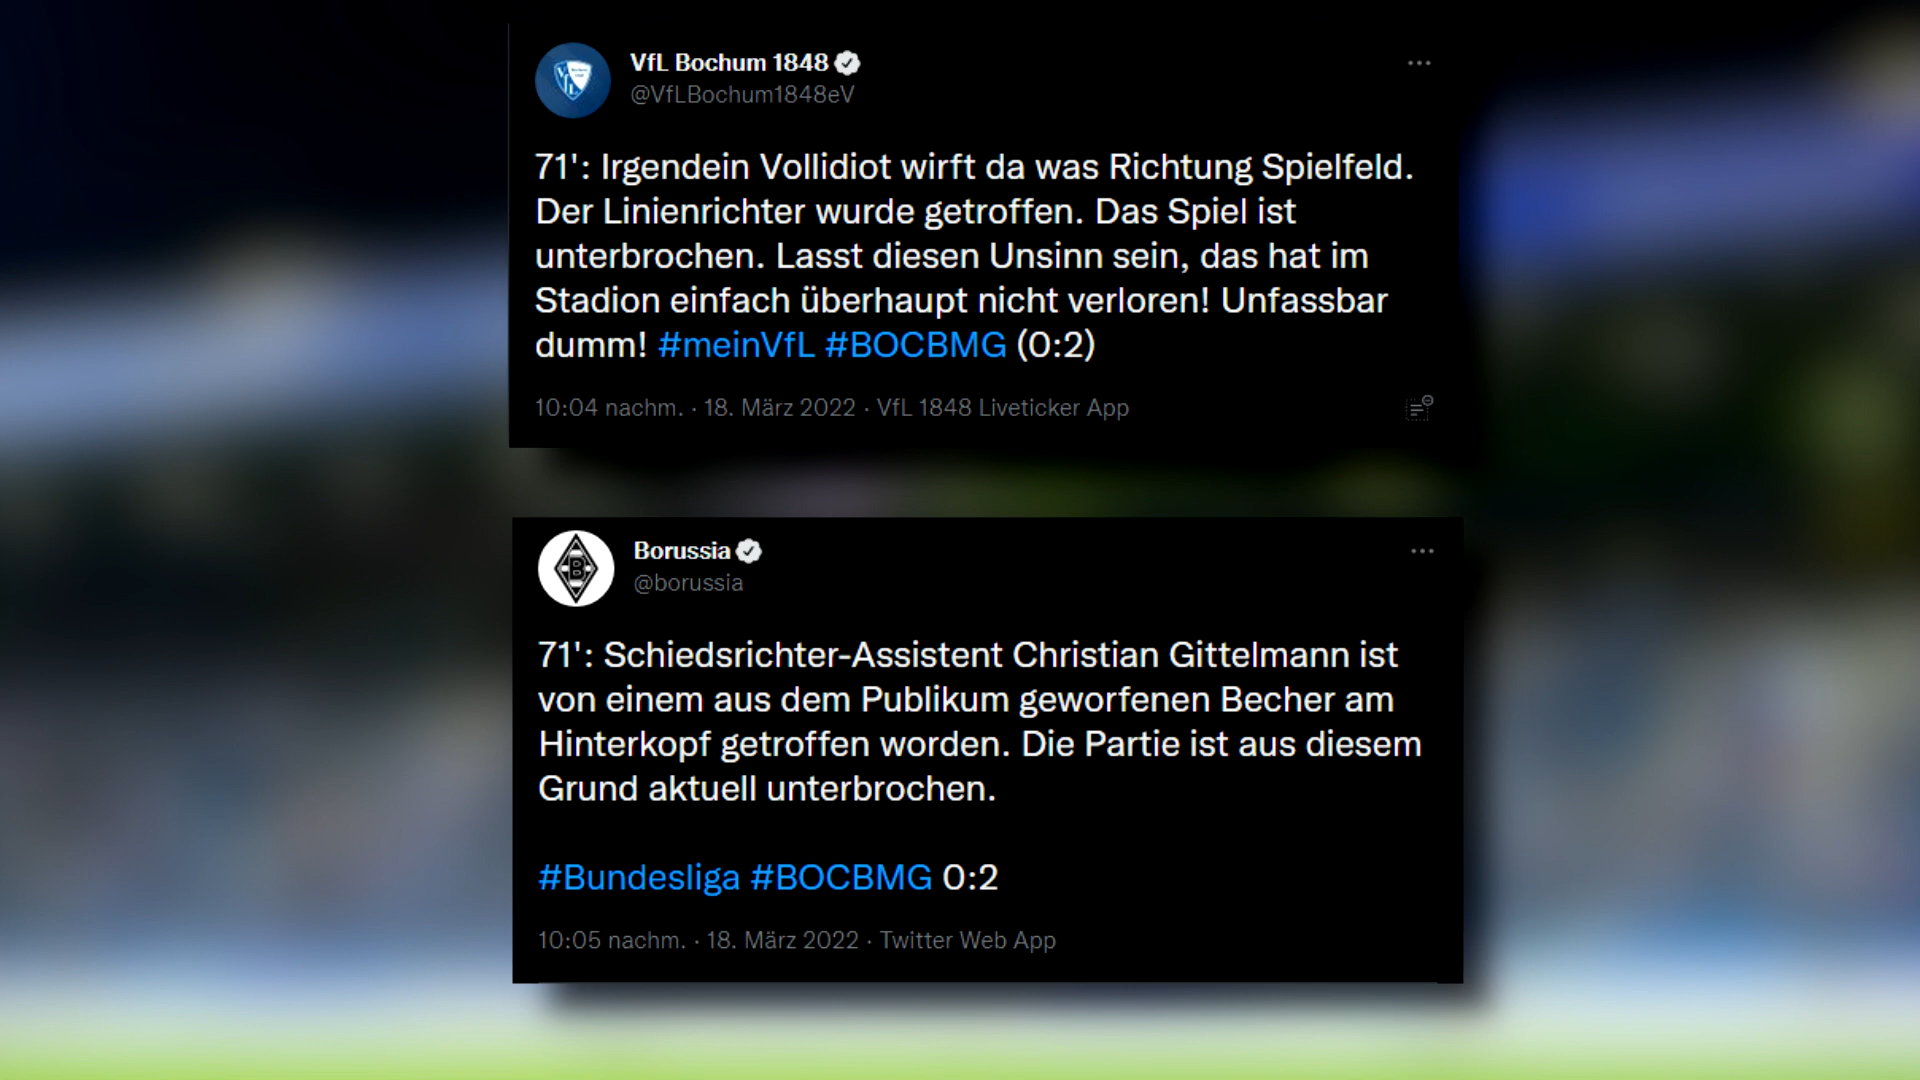 VfL Bochum 1848
@VfLBochum1848eV
71': Irgendein Vollidiot wirft da was Richtung Spielfeld.
Der Linienrichter wurde getroffen. Das Spiel ist
unterbrochen. Lasst diesen Unsinn sein, das hat im
Stadion einfach überhaupt nicht verloren! Unfassbar
dumm! #meinVfL #BOCBMG (0:2)
10:04 nachm. · 18. März 2022 · VfL 1848 Liveticker App
Borussia
@borussia
71': Schiedsrichter-Assistent Christian Gittelmann ist
von einem aus dem Publikum geworfenen Becher am
Hinterkopf getroffen worden. Die Partie ist aus diesem
Grund aktuell unterbrochen.
#Bundesliga #BOCBMG 0:2
10:05 nachm. · 18. März 2022 · Twitter Web App